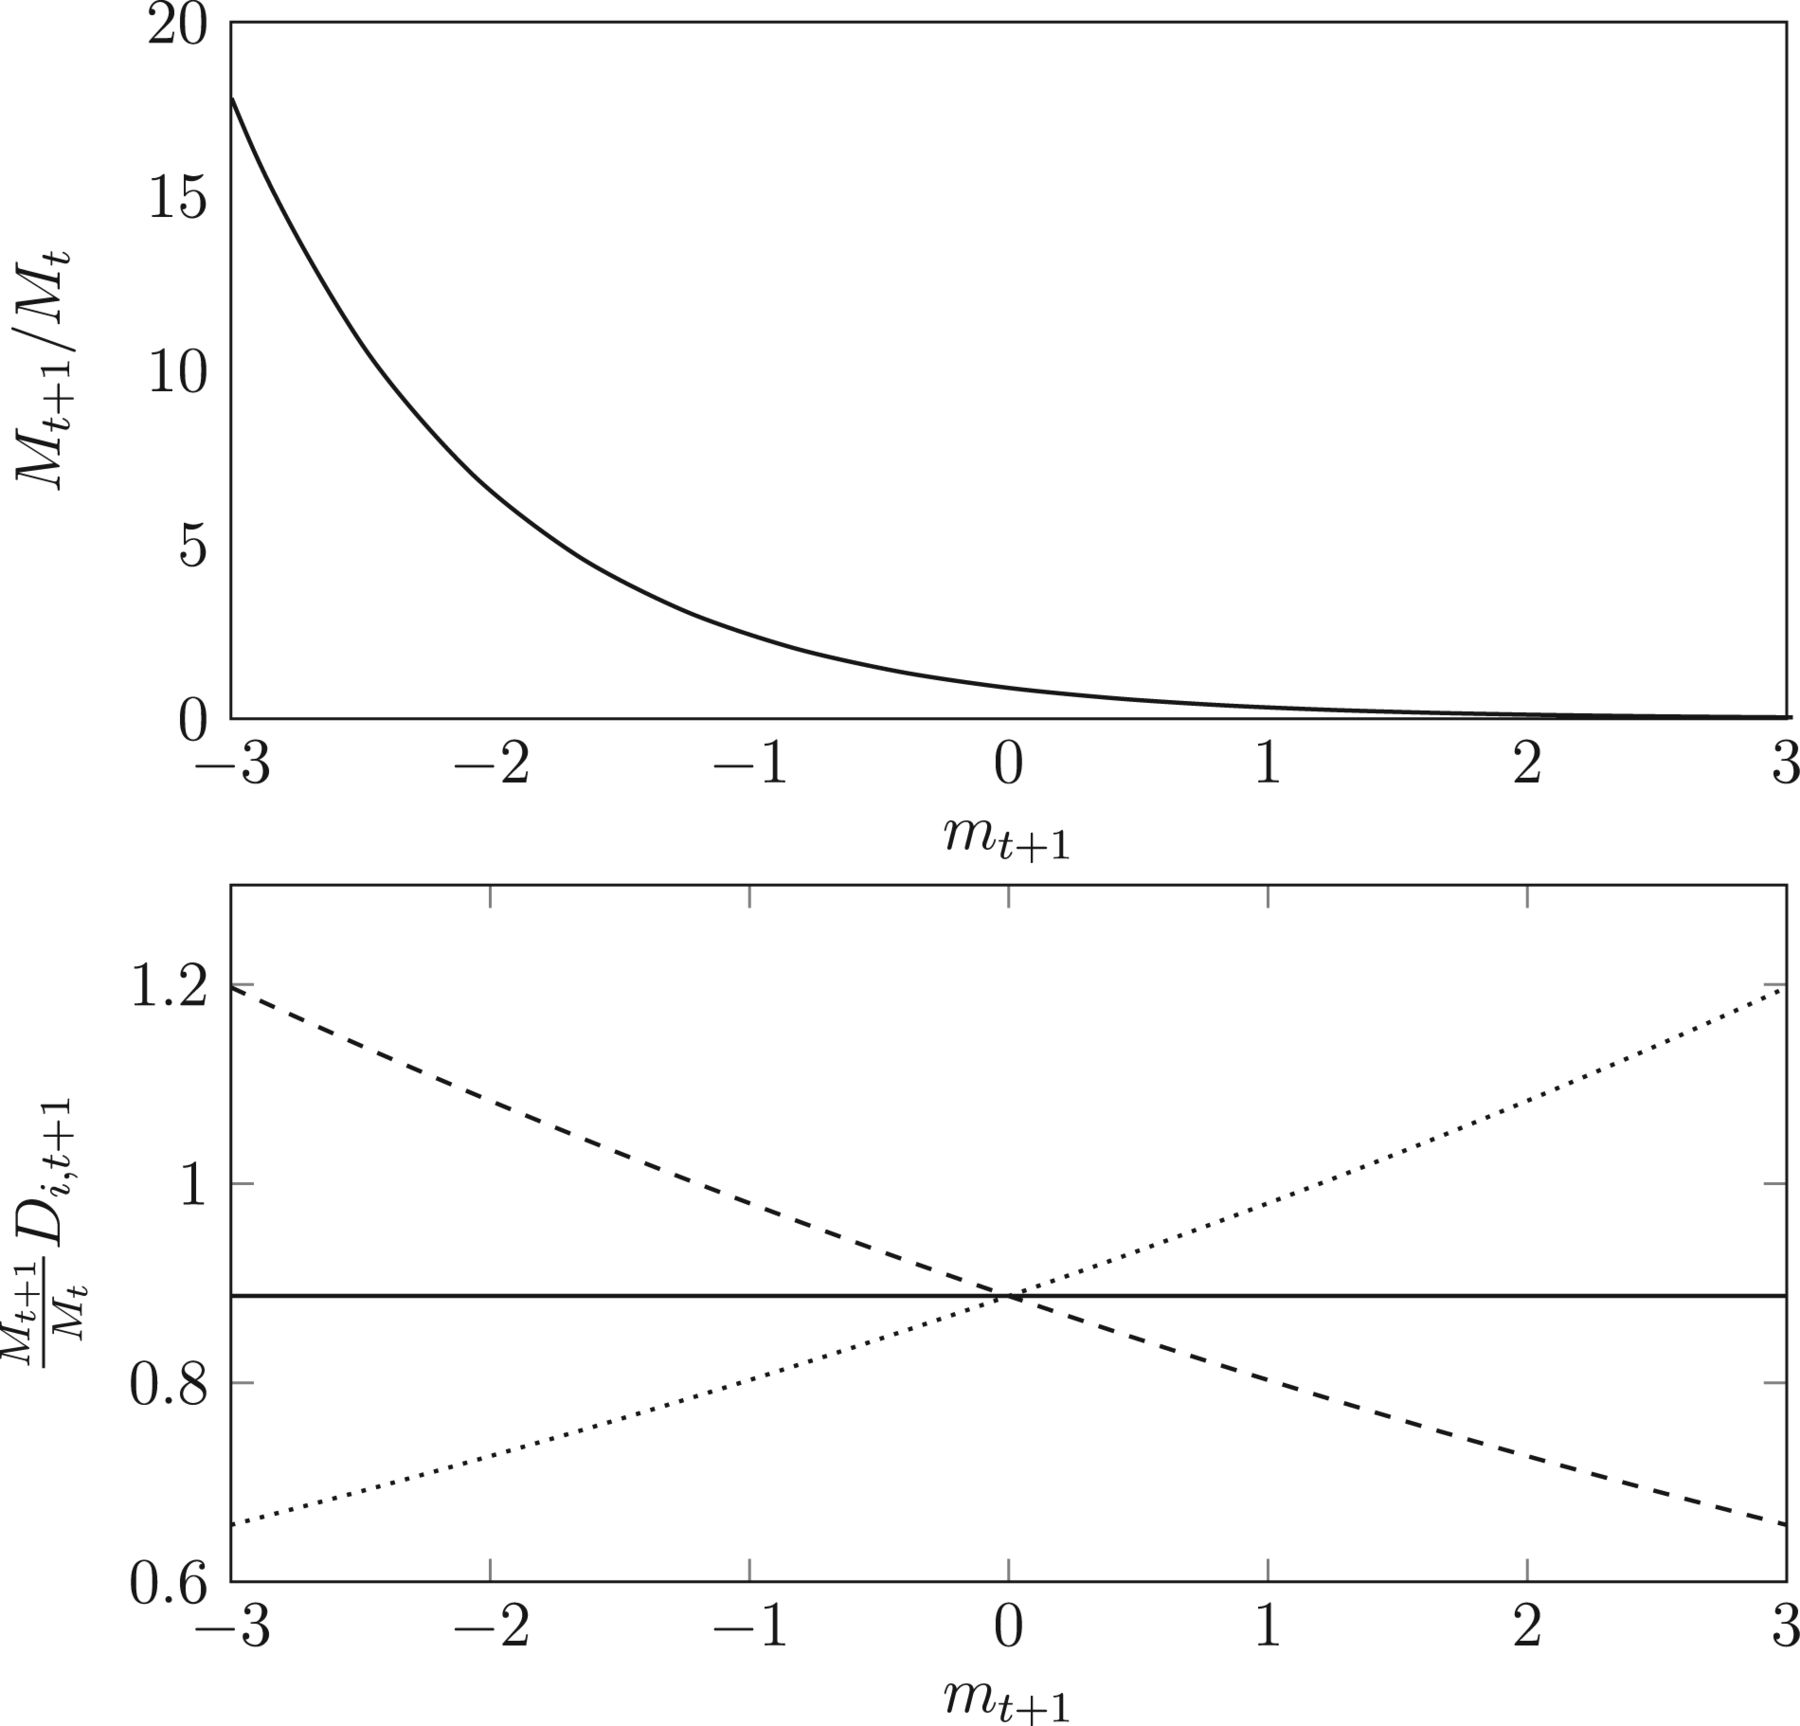 20
15
10
5
0
M_{t+1}/M_t
−3 −2 −1 0 1 2 3
m_{t+1}
1.2
1
0.8
0.6
\frac{M_{t+1}}{M_t} D_{i,t+1}
−3 −2 −1 0 1 2 3
m_{t+1}